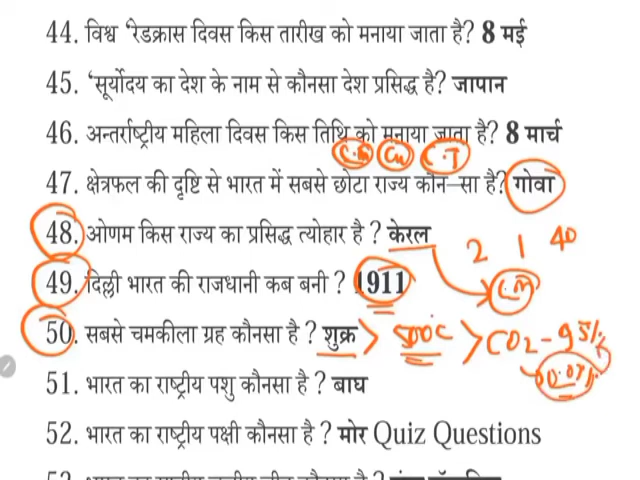 44. विश्व 'रेडक्रास दिवस किस तारीख को मनाया जाता है? 8 मई
45. 'सूर्योदय का देश के नाम से कौनसा देश प्रसिद्ध है? जापान
46. अन्तर्राष्ट्रीय महिला दिवस किस तिथि को मनाया जाता है? 8 मार्च
47. क्षेत्रफल की दृष्टि से भारत में सबसे छोटा राज्य कौन-सा है? गोवा
48. ओणम किस राज्य का प्रसिद्ध त्योहार है ? केरल
2 1 40
49. दिल्ली भारत की राजधानी कब बनी ? 1911
50. सबसे चमकीला ग्रह कौनसा है ? शुक्र > 500°C > CO2 - 95%
51. भारत का राष्ट्रीय पशु कौनसा है ? बाघ
52. भारत का राष्ट्रीय पक्षी कौनसा है ? मोर Quiz Questions